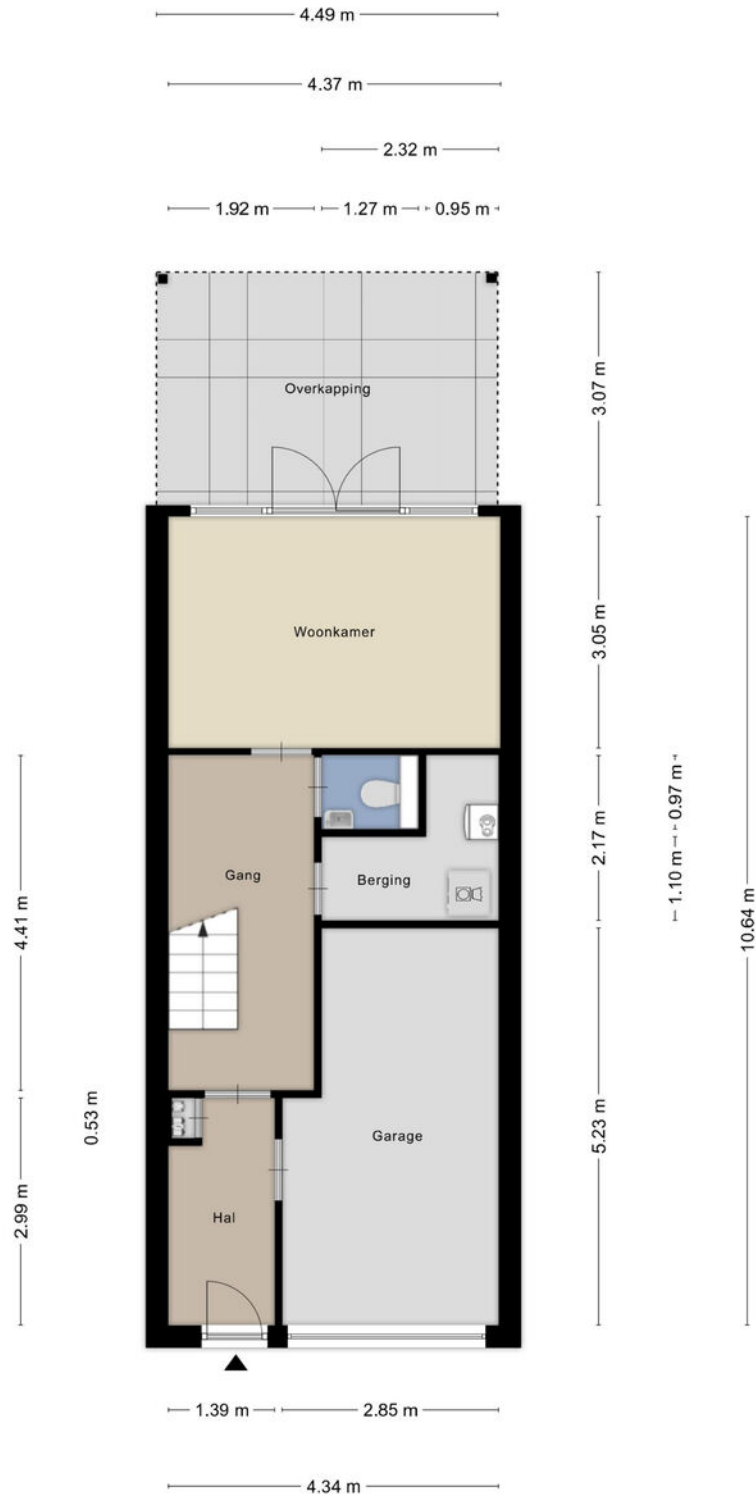 4.49 m
4.37 m
2.32 m
1.92 m 1.27 m 0.95 m
Overkapping
3.07 m
Woonkamer
3.05 m
Gang
Berging
4.41 m
2.17 m
0.97 m
1.10 m
10.64 m
0.53 m
Garage
5.23 m
Hal
2.99 m
1.39 m 2.85 m
4.34 m